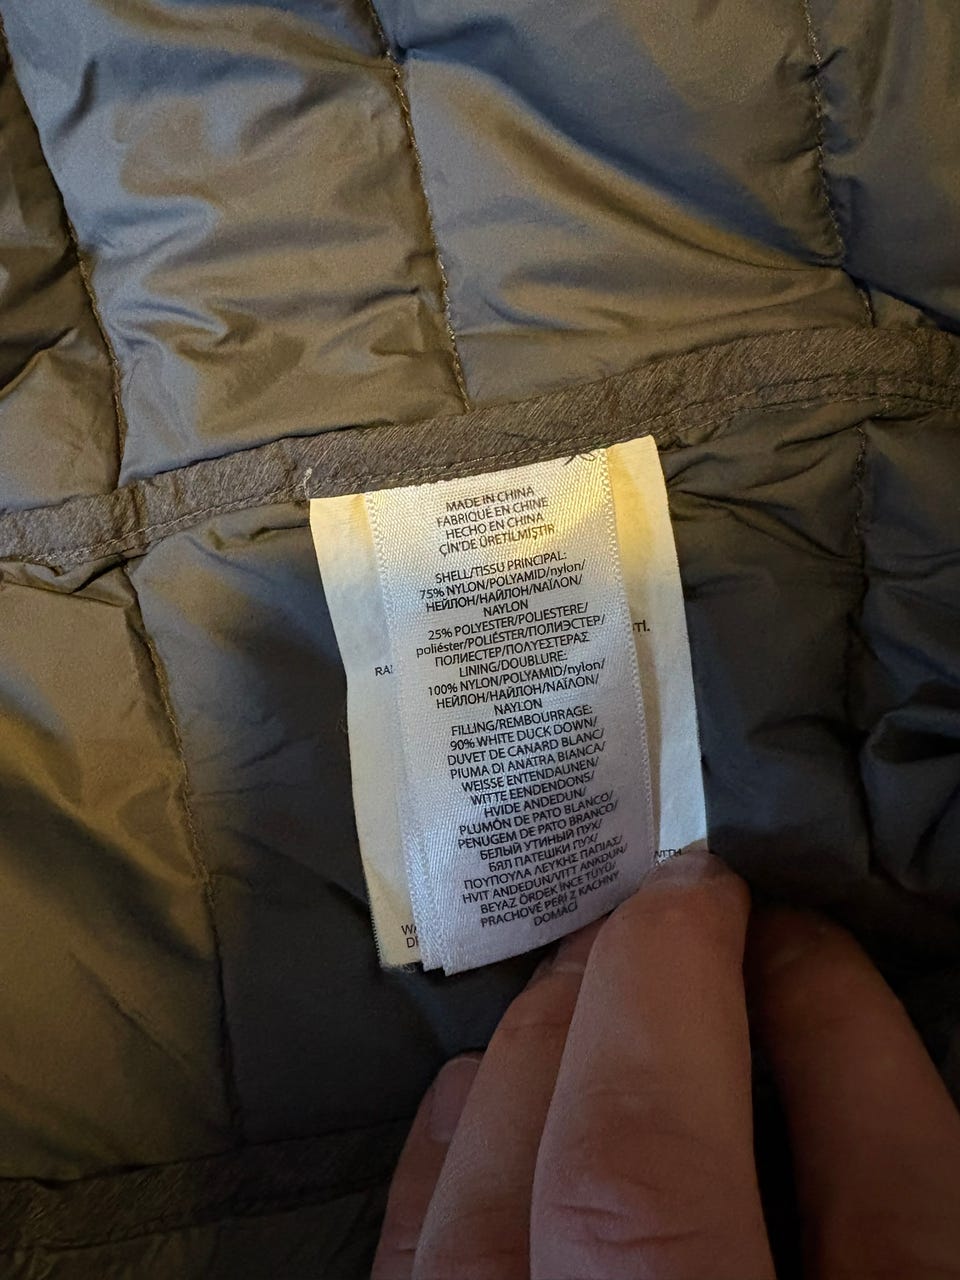 MADE IN CHINA
FABRIQUÉ EN CHINE
HECHO EN CHINA
ÇİN'DE ÜRETİLMİŞTİR
SHELL/TISSU PRINCIPAL:
75% NYLON/POLYAMID/nylon/
НЕЙЛОН/НАЙЛОН/ΝΑΪΛΟΝ/
NAYLON
25% POLYESTER/POLIESTERE/
poliéster/POLIÉSTER/ПОЛИЭСТЕР/
ПОЛИЕСТЕР/ΠΟΛΥΕΣΤΕΡΑΣ
LINING/DOUBLURE:
100% NYLON/POLYAMID/nylon/
НЕЙЛОН/НАЙЛОН/ΝΑΪΛΟΝ/
NAYLON
FILLING/REMBOURRAGE:
90% WHITE DUCK DOWN/
DUVET DE CANARD BLANC/
PIUMA DI ANATRA BIANCA/
WEISSE ENTENDAUNEN/
WITTE EENDENDONS/
HVIDE ANDEDUN/
PLUMÓN DE PATO BLANCO/
PENUGEM DE PATO BRANCO/
БЕЛЫЙ УТИНЫЙ ПУХ/
БЯЛ ПАТЕШКИ ПУХ/
ΠΟΥΠΟΥΛΑ ΛΕΥΚΗΣ ΠΑΠΙΑΣ/
HVIT ANDEDUN/VITT ANKDUN/
BEYAZ ÖRDEK İNCE TÜYÜ/
PRACHOVÉ PEŘÍ Z KACHNY
DOMÁCÍ